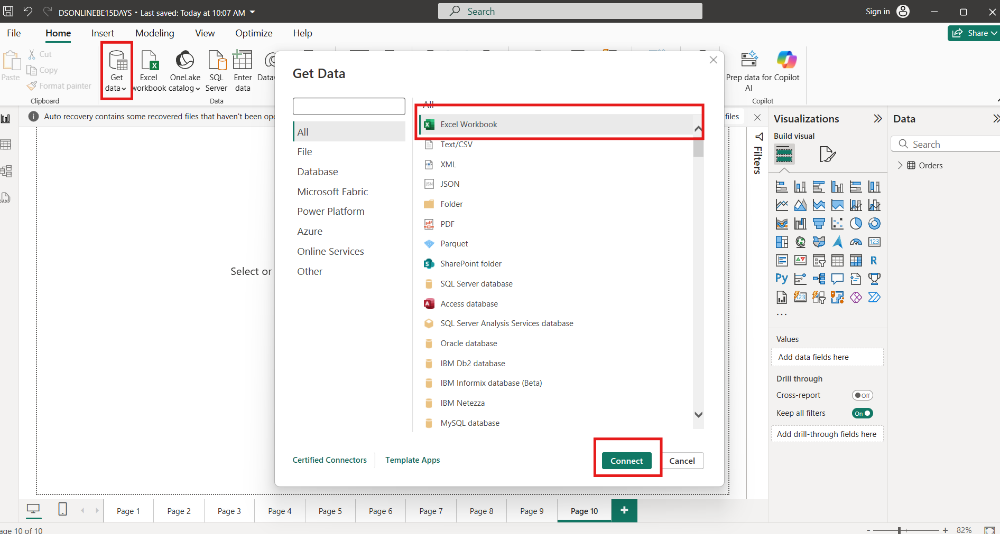 DSONLINEBE15DAYS • Last saved: Today at 10:07 AM
Search
Sign in
File
Home
Insert
Modeling
View
Optimize
Help
Share
Paste
Cut
Copy
Format painter
Clipboard
Get data
Excel workbook
OneLake catalog
SQL Server
Enter data
Data
Prep data for AI
Copilot
Copilot
Auto recovery contains some recovered files that haven't been
files
Select or
Get Data
All
File
Database
Microsoft Fabric
Power Platform
Azure
Online Services
Other
All
Excel Workbook
Text/CSV
XML
JSON
Folder
PDF
Parquet
SharePoint folder
SQL Server database
Access database
SQL Server Analysis Services database
Oracle database
IBM Db2 database
IBM Informix database (Beta)
IBM Netezza
MySQL database
Certified Connectors
Template Apps
Connect
Cancel
Filters
Visualizations
Build visual
123
R
Py
123
...
Values
Add data fields here
Drill through
Cross-report
Off
Keep all filters
On
Add drill-through fields here
Data
Search
Orders
Page 1
Page 2
Page 3
Page 4
Page 5
Page 6
Page 7
Page 8
Page 9
Page 10
+
age 10 of 10
- + 82%